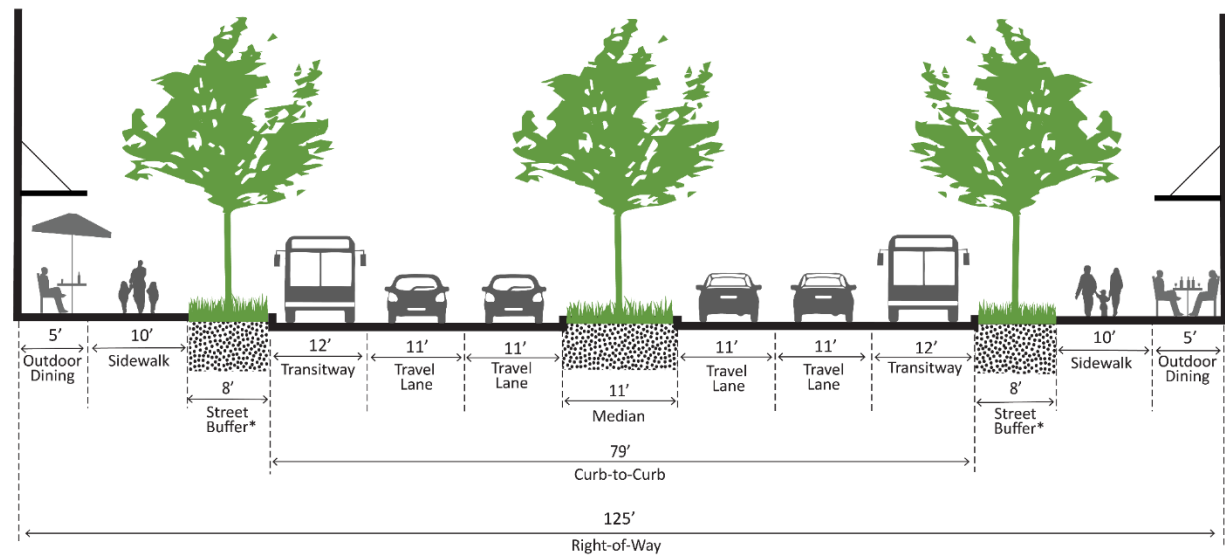 5’
Outdoor
Dining
10’
Sidewalk
8’
Street
Buffer*
12’
Transitway
11’
Travel
Lane
11’
Travel
Lane
11’
Median
11’
Travel
Lane
11’
Travel
Lane
12’
Transitway
8’
Street
Buffer*
10’
Sidewalk
5’
Outdoor
Dining
79’
Curb-to-Curb
125’
Right-of-Way